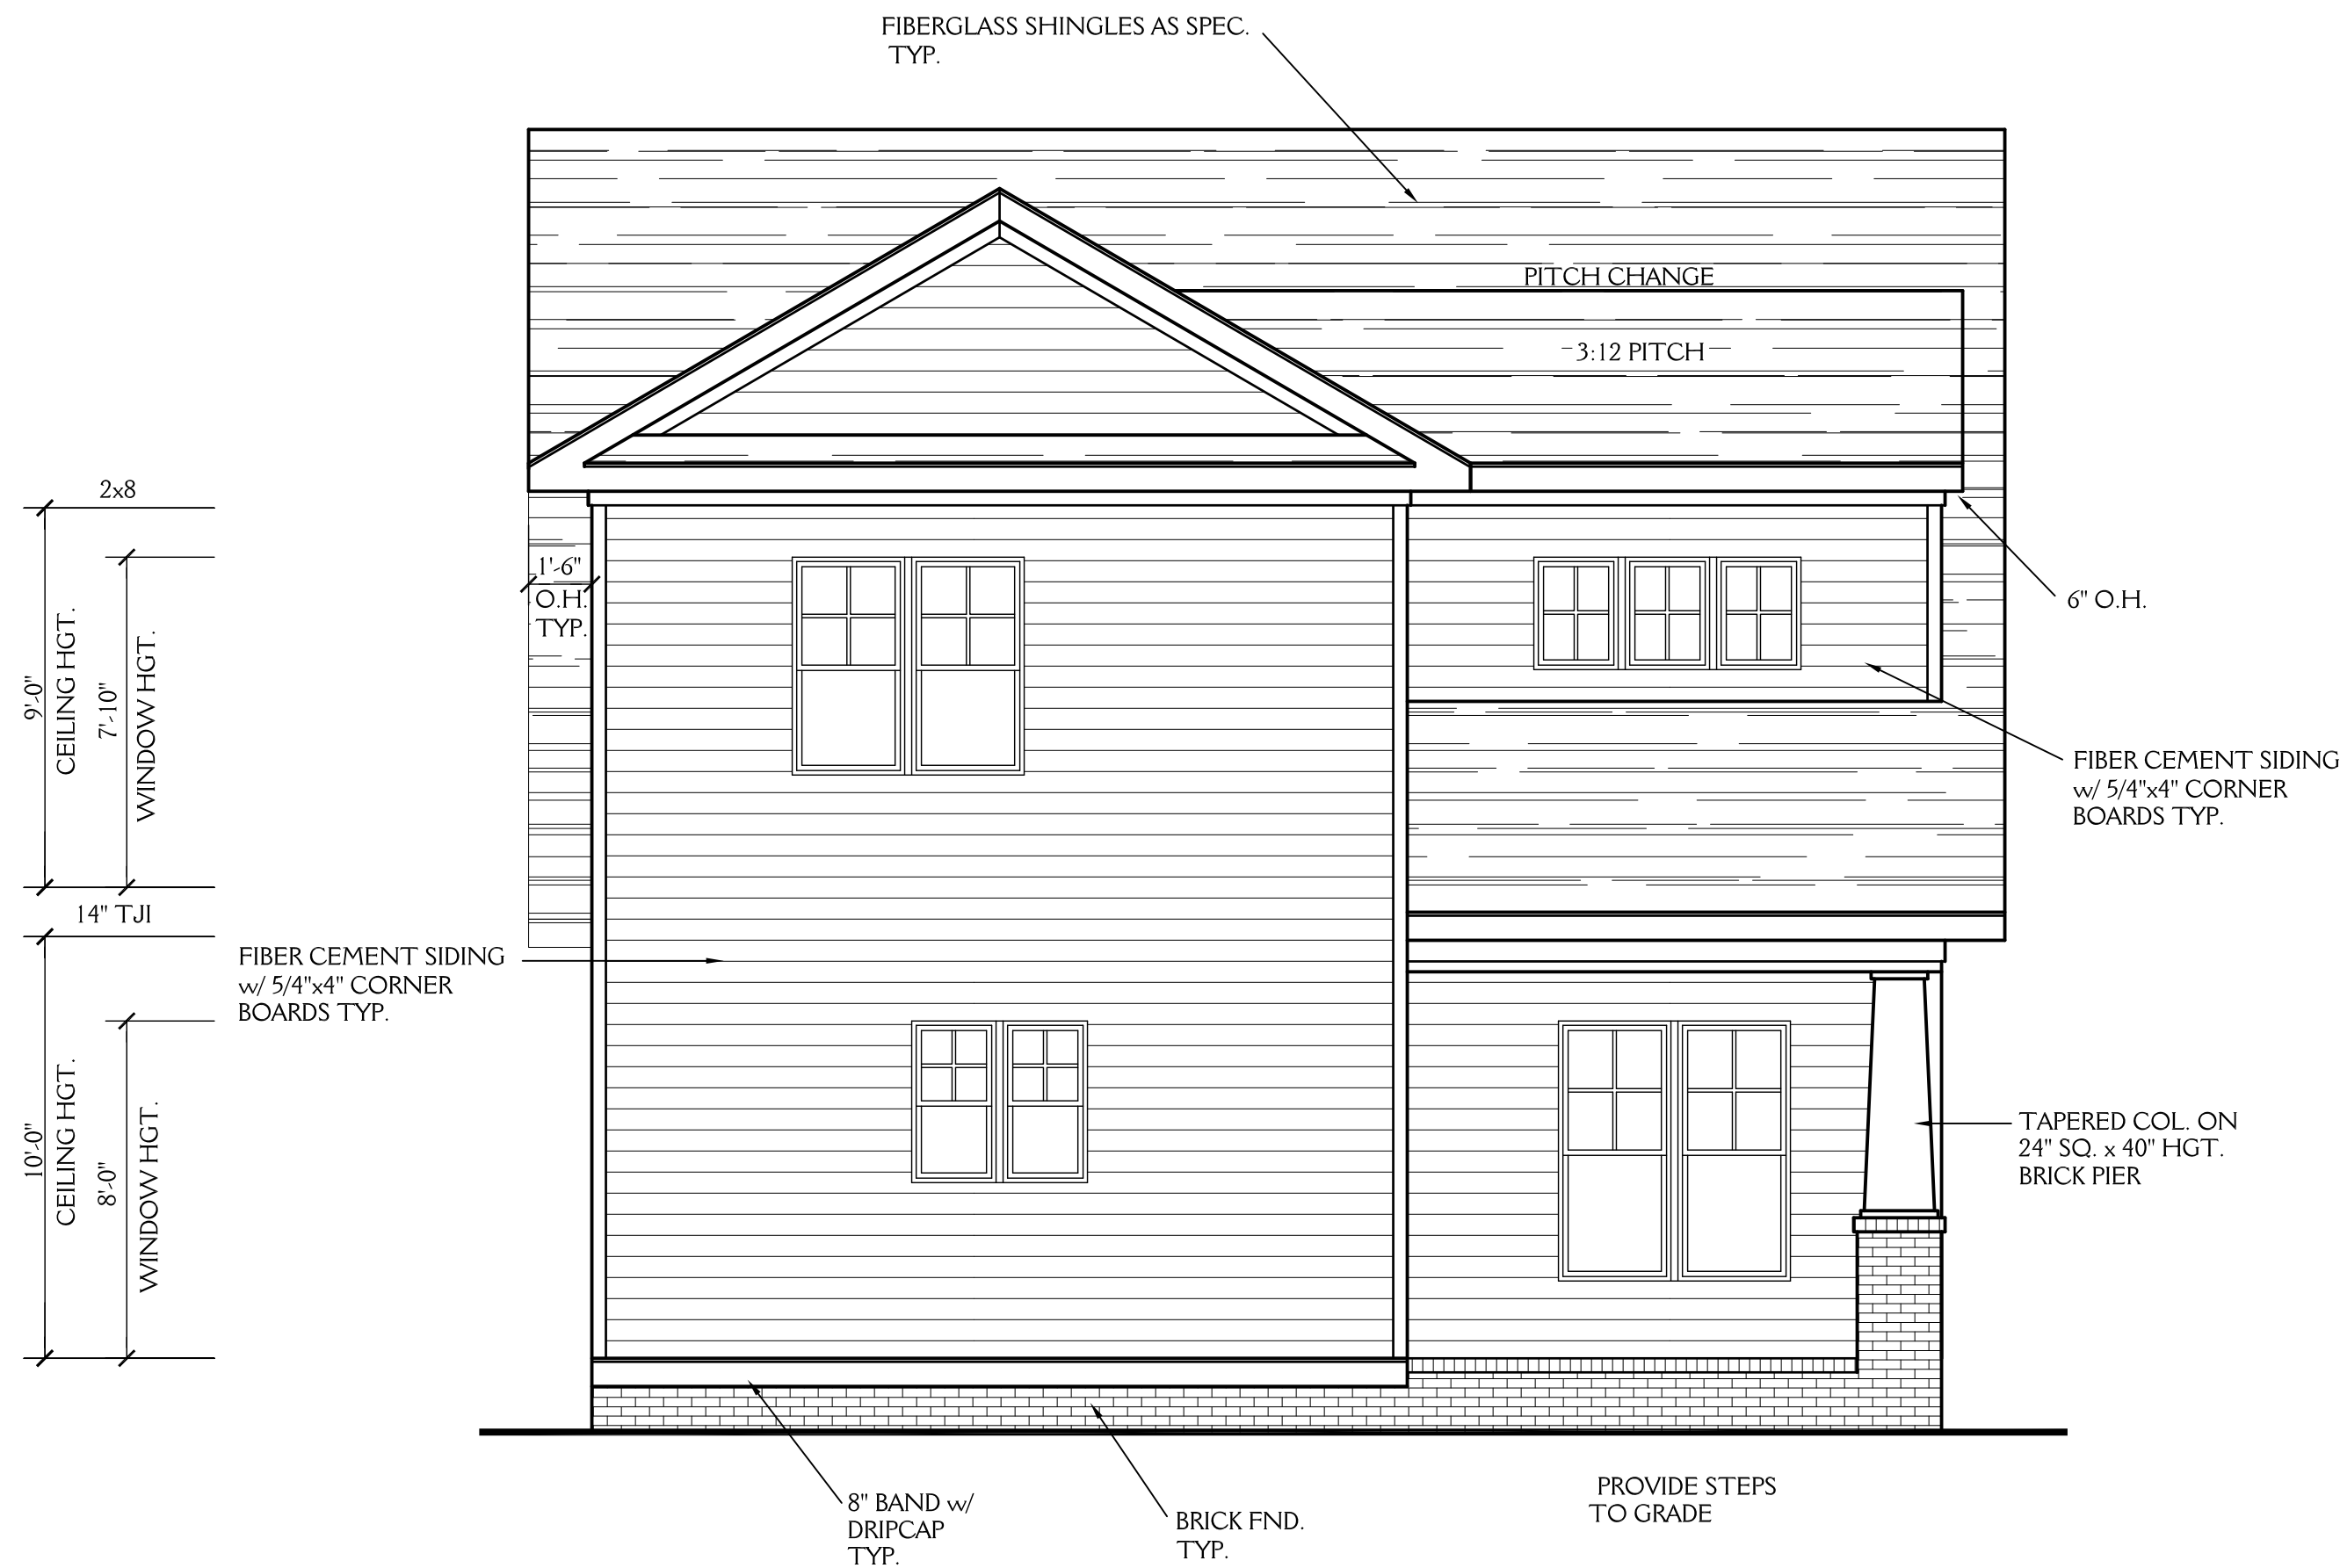 FIBERGLASS SHINGLES AS SPEC.
TYP.
PITCH CHANGE
3:12 PITCH
2x8
9'-0"
CEILING HGT.
7'-10"
WINDOW HGT.
1'-6"
O.H.
TYP.
6" O.H.
FIBER CEMENT SIDING
w/ 5/4"x4" CORNER
BOARDS TYP.
14" TJI
FIBER CEMENT SIDING
w/ 5/4"x4" CORNER
BOARDS TYP.
10'-0"
CEILING HGT.
8'-0"
WINDOW HGT.
TAPERED COL. ON
24" SQ. x 40" HGT.
BRICK PIER
8" BAND w/
DRIPCAP
TYP.
BRICK FND.
TYP.
PROVIDE STEPS
TO GRADE